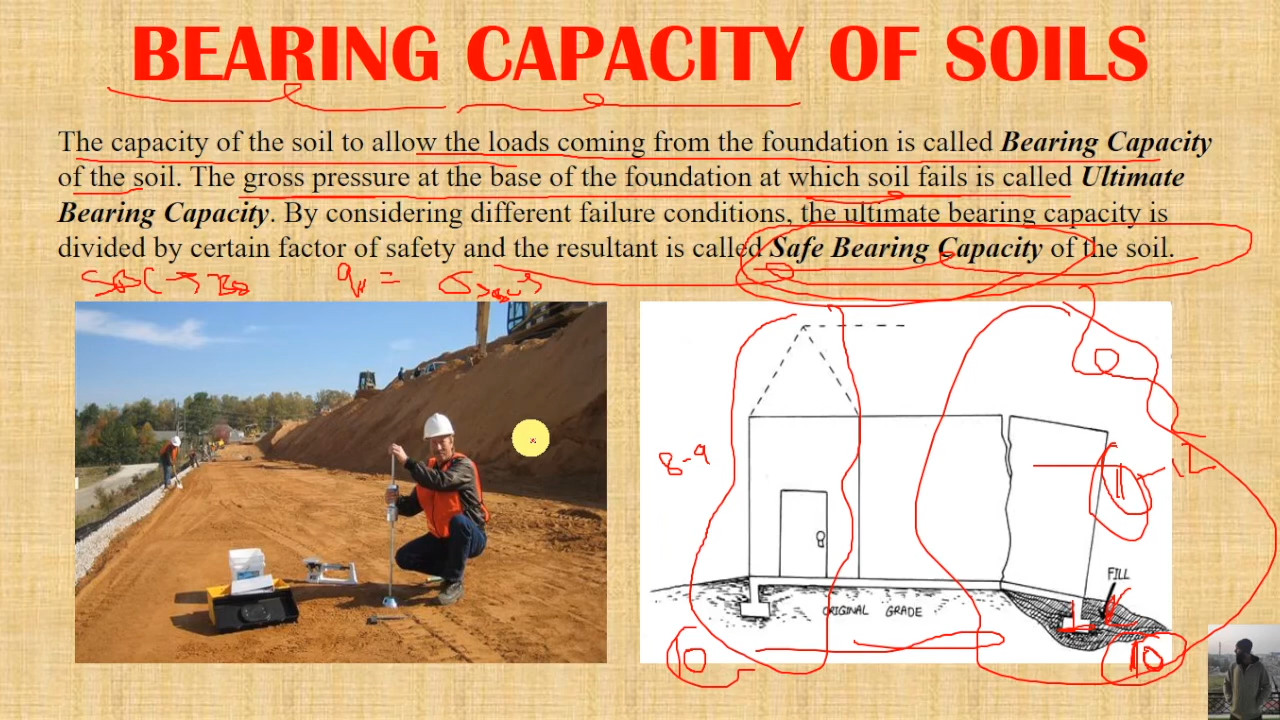 BEARING CAPACITY OF SOILS
The capacity of the soil to allow the loads coming from the foundation is called Bearing Capacity
of the soil. The gross pressure at the base of the foundation at which soil fails is called Ultimate
Bearing Capacity. By considering different failure conditions, the ultimate bearing capacity is
divided by certain factor of safety and the resultant is called Safe Bearing Capacity of the soil.
8-9
11
12
FILL
ORIGINAL GRADE
10
10